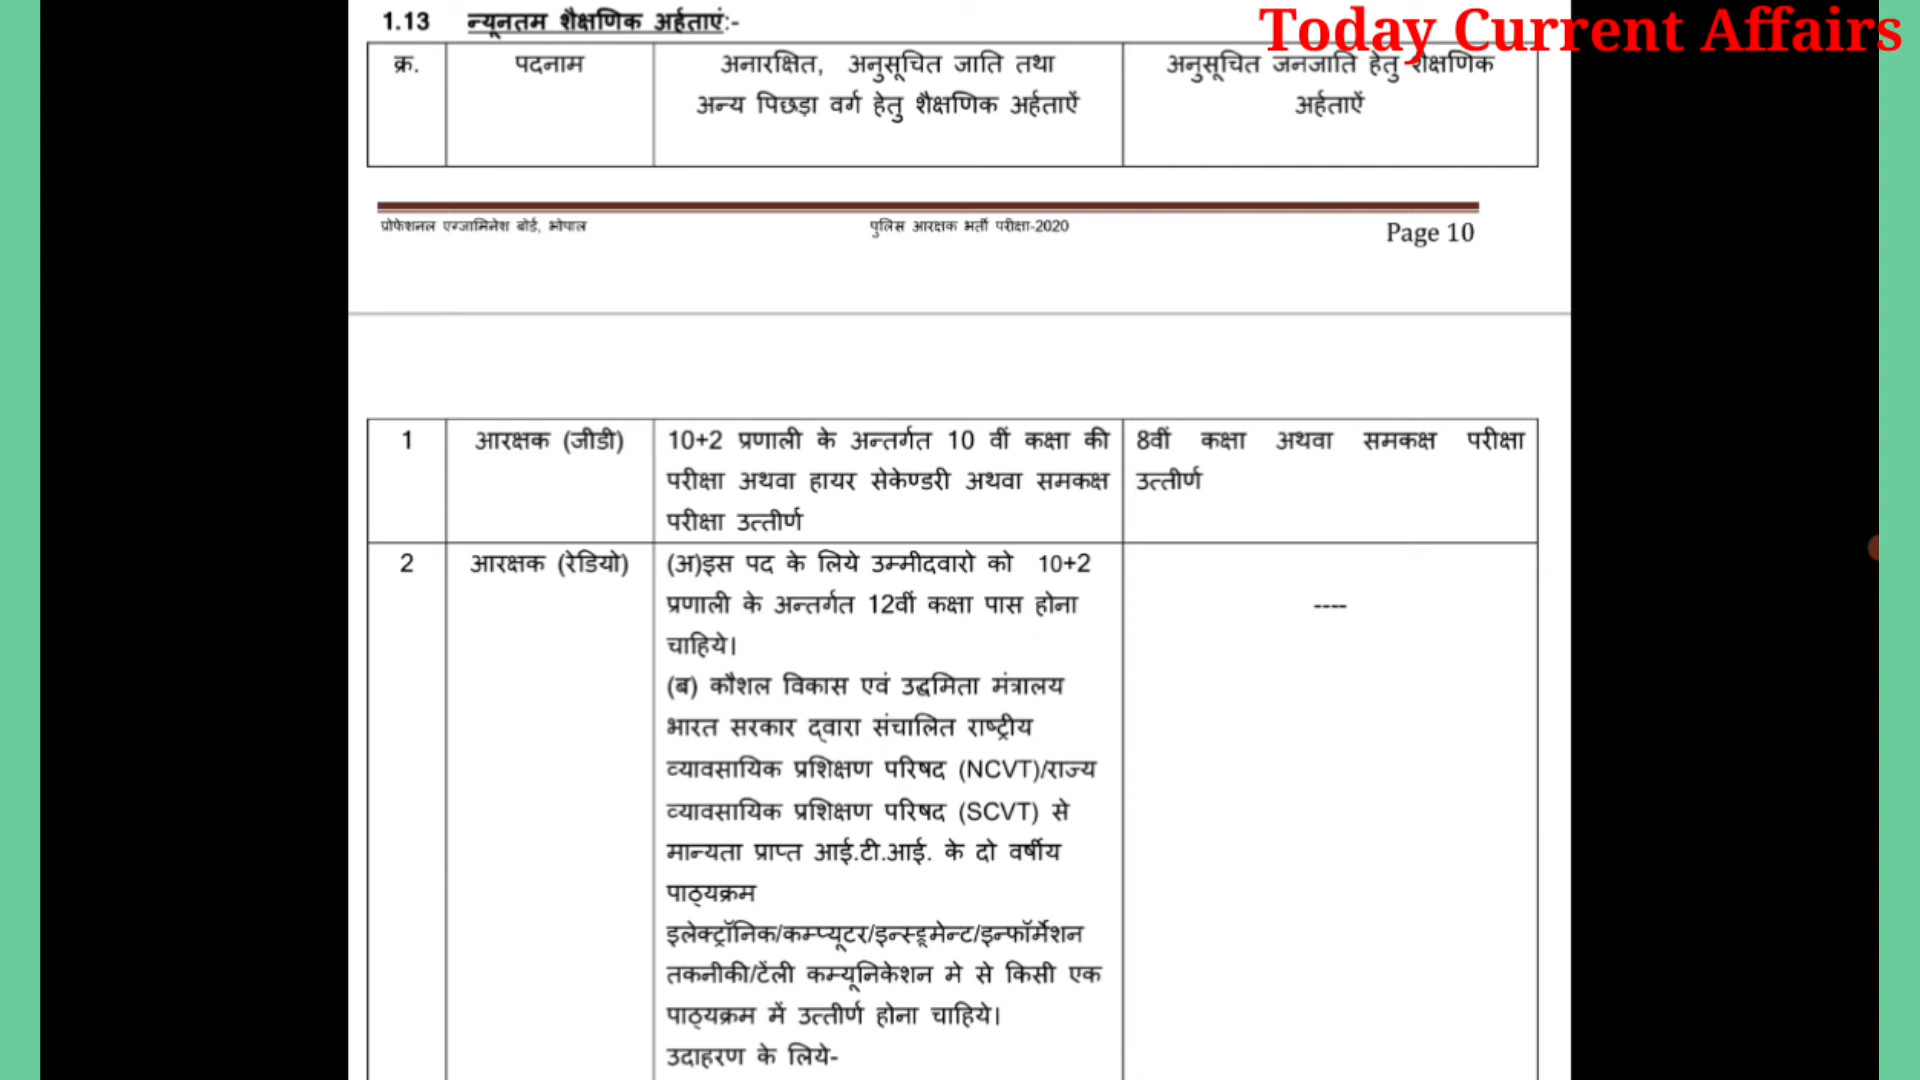 Today Current Affairs
1.13 न्यूनतम शैक्षणिक अर्हताएं:-
क्र. पदनाम अनारक्षित, अनुसूचित जाति तथा अनुसूचित जनजाति हेतु शैक्षणिक
अन्य पिछड़ा वर्ग हेतु शैक्षणिक अर्हताऐं अर्हताऐं
प्रोफेशनल एग्जामिनेश बोर्ड, भोपाल पुलिस आरक्षक भर्ती परीक्षा-2020 Page 10
1 आरक्षक (जीडी) 10+2 प्रणाली के अन्तर्गत 10 वीं कक्षा की 8वीं कक्षा अथवा समकक्ष परीक्षा
परीक्षा अथवा हायर सेकेण्डरी अथवा समकक्ष उत्तीर्ण
परीक्षा उत्तीर्ण
2 आरक्षक (रेडियो) (अ)इस पद के लिये उम्मीदवारो को 10+2
प्रणाली के अन्तर्गत 12वीं कक्षा पास होना ----
चाहिये।
(ब) कौशल विकास एवं उद्धमिता मंत्रालय
भारत सरकार द्वारा संचालित राष्ट्रीय
व्यावसायिक प्रशिक्षण परिषद (NCVT)/राज्य
व्यावसायिक प्रशिक्षण परिषद (SCVT) से
मान्यता प्राप्त आई.टी.आई. के दो वर्षीय
पाठ्यक्रम
इलेक्ट्रॉनिक/कम्प्यूटर/इन्स्ट्रूमेन्ट/इन्फॉर्मेशन
तकनीकी/टेंली कम्यूनिकेशन मे से किसी एक
पाठ्यक्रम में उत्तीर्ण होना चाहिये।
उदाहरण के लिये-